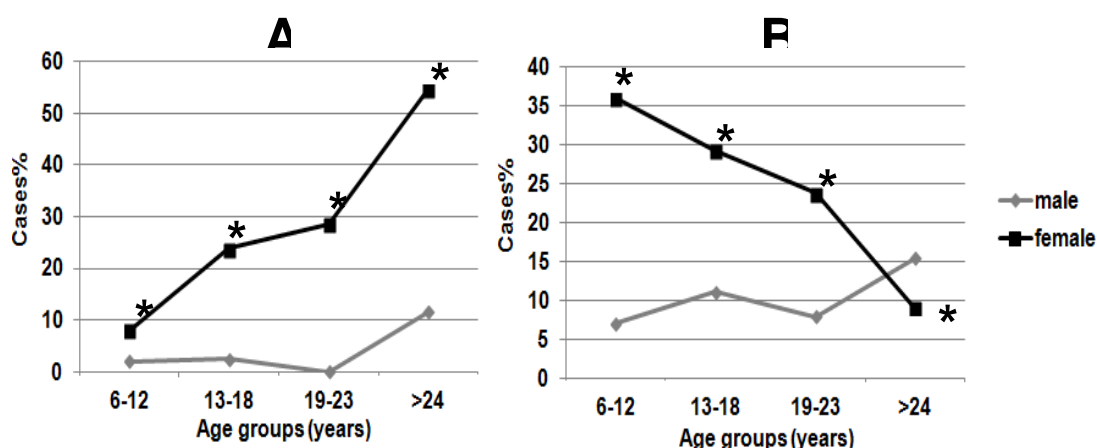 A
B
60
50
40
30
20
10
0
Cases%
6-12 13-18 19-23 >24
Age groups (years)
40
35
30
25
20
15
10
5
0
Cases%
6-12 13-18 19-23 >24
Age groups (years)
male
female
* * * *
* * * *